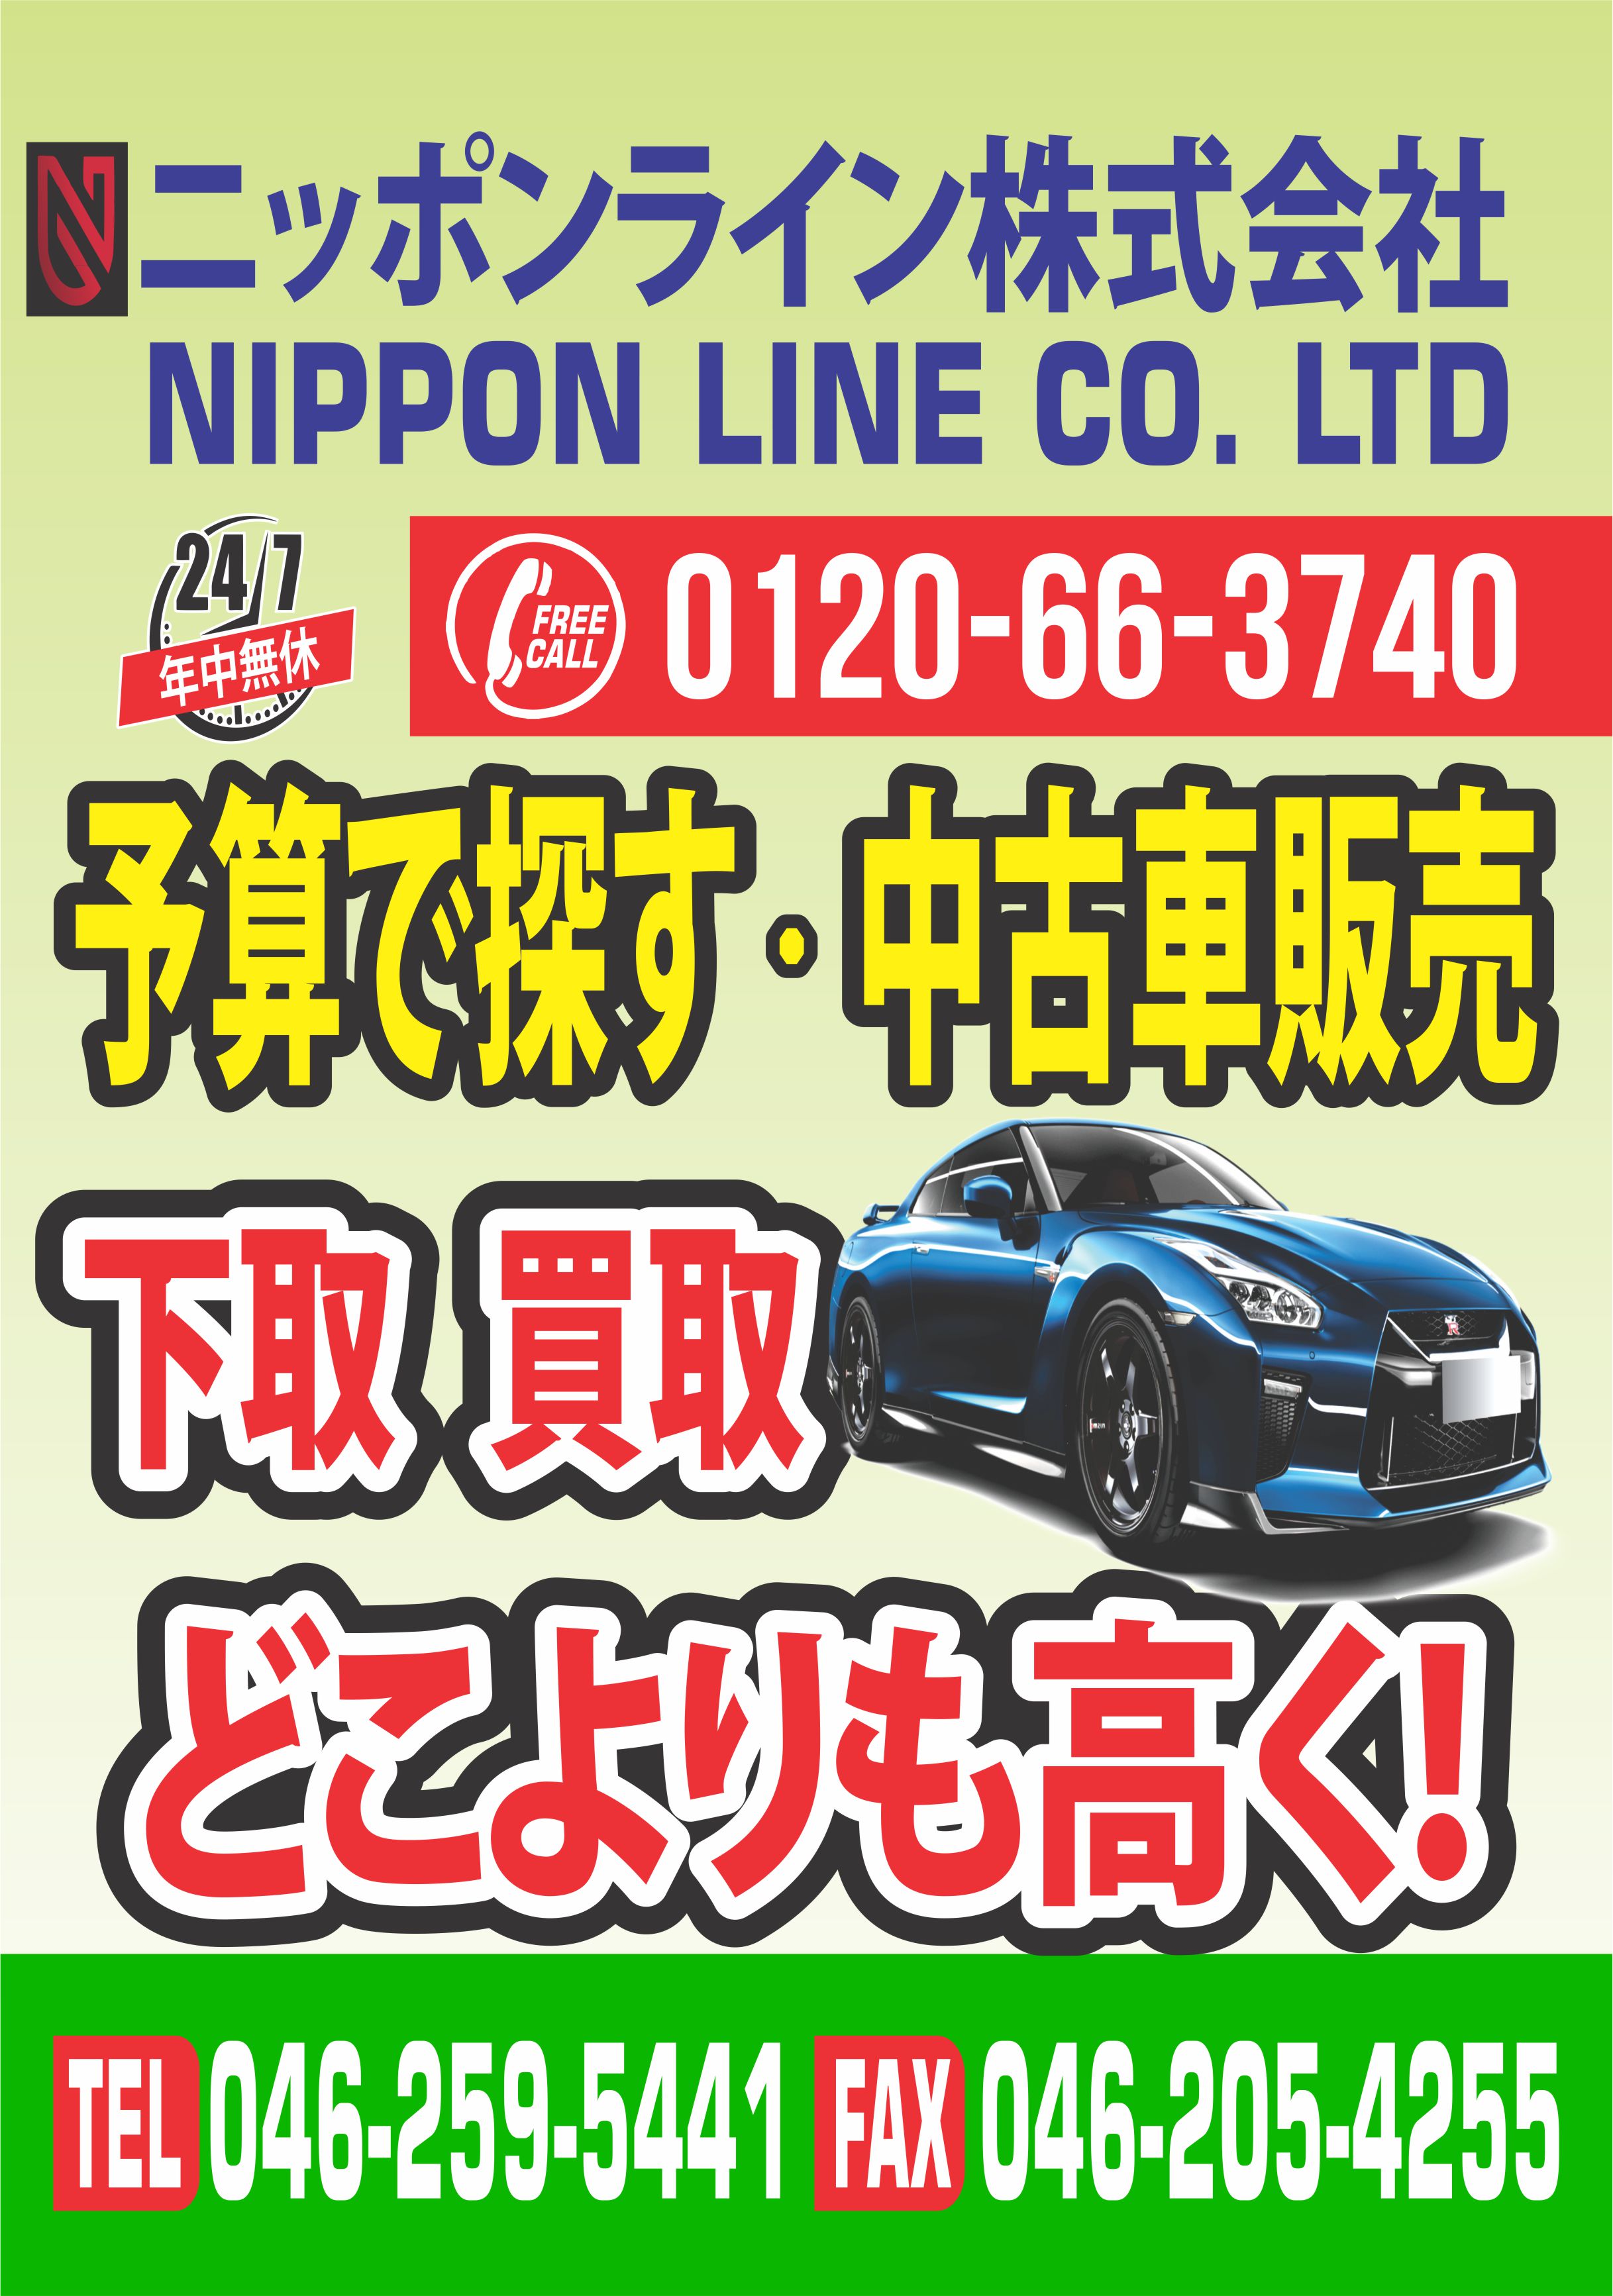 ニッポンライン株式会社
NIPPON LINE CO. LTD
24/7
年中無休
FREE
CALL
0120-66-3740
予算で探す・中古車販売
下取 買取
どこよりも高く!
TEL 046-259-5441 FAX 046-205-4255